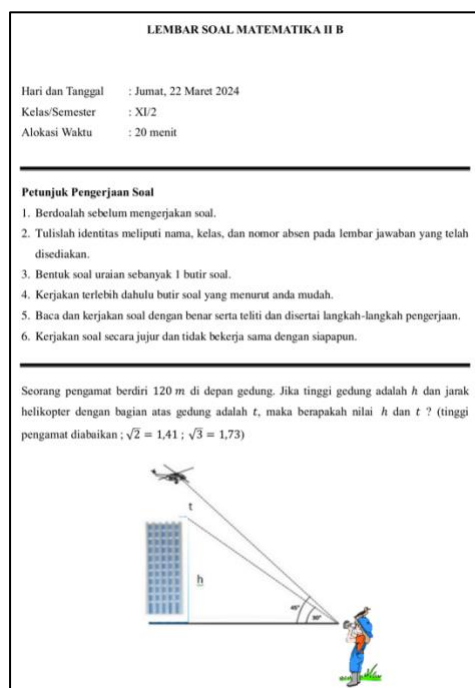 LEMBAR SOAL MATEMATIKA II B
Hari dan Tanggal : Jumat, 22 Maret 2024
Kelas/Semester : XI/2
Alokasi Waktu : 20 menit
Petunjuk Pengerjaan Soal
1. Berdoalah sebelum mengerjakan soal.
2. Tulislah identitas meliputi nama, kelas, dan nomor absen pada lembar jawaban yang telah
disediakan.
3. Bentuk soal uraian sebanyak 1 butir soal.
4. Kerjakan terlebih dahulu butir soal yang menurut anda mudah.
5. Baca dan kerjakan soal dengan benar serta teliti dan disertai langkah-langkah pengerjaan.
6. Kerjakan soal secara jujur dan tidak bekerja sama dengan siapapun.
Seorang pengamat berdiri 120 m di depan gedung. Jika tinggi gedung adalah h dan jarak
helikopter dengan bagian atas gedung adalah t, maka berapakah nilai h dan t ? (tinggi
pengamat diabaikan ; √2 = 1,41 ; √3 = 1,73)
t
h
45°
30°